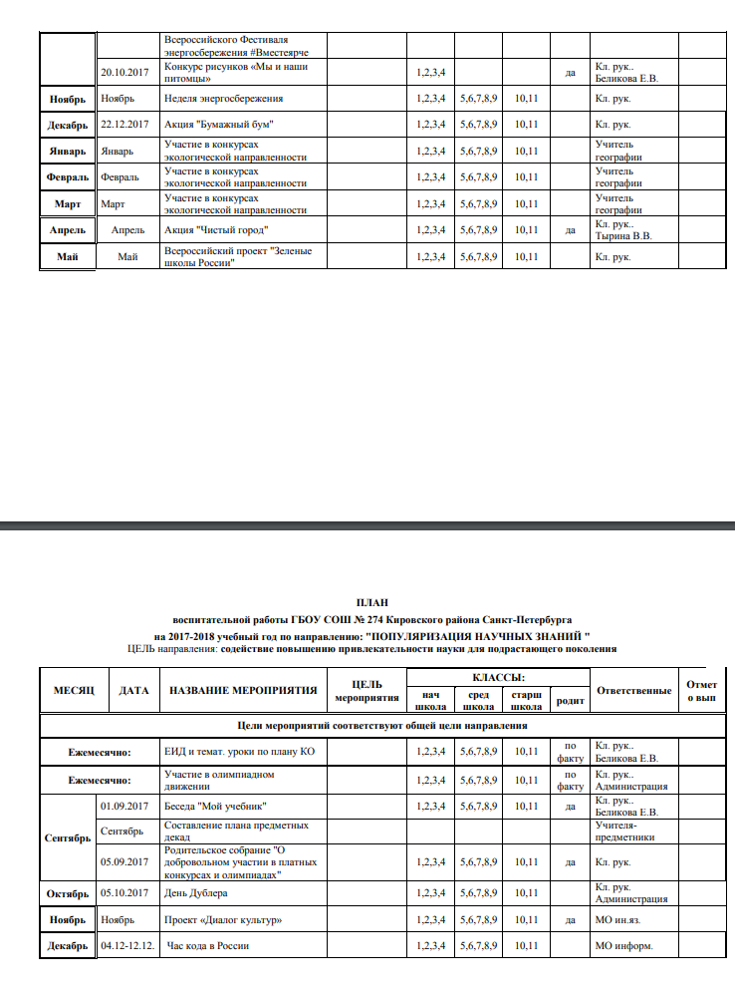 Всероссийского Фестиваля
энергосбережения #Вместеярче
20.10.2017 Конкурс рисунков «Мы и наши питомцы» 1,2,3,4 да Кл. рук.. Беликова Е.В.
Ноябрь Ноябрь Неделя энергосбережения 1,2,3,4 5,6,7,8,9 10,11 Кл. рук.
Декабрь 22.12.2017 Акция "Бумажный бум" 1,2,3,4 5,6,7,8,9 10,11 Кл. рук.
Январь Январь Участие в конкурсах экологической направленности 1,2,3,4 5,6,7,8,9 10,11 Учитель географии
Февраль Февраль Участие в конкурсах экологической направленности 1,2,3,4 5,6,7,8,9 10,11 Учитель географии
Март Март Участие в конкурсах экологической направленности 1,2,3,4 5,6,7,8,9 10,11 Учитель географии
Апрель Апрель Акция "Чистый город" 1,2,3,4 5,6,7,8,9 10,11 да Кл. рук.. Тырина В.В.
Май Май Всероссийский проект "Зеленые школы России" 1,2,3,4 5,6,7,8,9 10,11 Кл. рук.
ПЛАН
воспитательной работы ГБОУ СОШ № 274 Кировского района Санкт-Петербурга
на 2017-2018 учебный год по направлению: "ПОПУЛЯРИЗАЦИЯ НАУЧНЫХ ЗНАНИЙ "
ЦЕЛЬ направления: содействие повышению привлекательности науки для подрастающего поколения
МЕСЯЦ ДАТА НАЗВАНИЕ МЕРОПРИЯТИЯ ЦЕЛЬ мероприятия КЛАССЫ: нач школа сред школа старш школа родит Ответственные Отмет о вып
Цели мероприятий соответствуют общей цели направления
Ежемесячно: ЕИД и темат. уроки по плану КО 1,2,3,4 5,6,7,8,9 10,11 по факту Кл. рук.. Беликова Е.В.
Ежемесячно: Участие в олимпиадном движении 1,2,3,4 5,6,7,8,9 10,11 по факту Кл. рук.. Администрация
Сентябрь 01.09.2017 Беседа "Мой учебник" 1,2,3,4 5,6,7,8,9 10,11 да Кл. рук.. Беликова Е.В.
Сентябрь Составление плана предметных декад Учителя-предметники
05.09.2017 Родительское собрание "О добровольном участии в платных конкурсах и олимпиадах" 1,2,3,4 5,6,7,8,9 10,11 да Кл. рук.
Октябрь 05.10.2017 День Дублера 1,2,3,4 5,6,7,8,9 10,11 Кл. рук. Администрация
Ноябрь Ноябрь Проект «Диалог культур» 1,2,3,4 5,6,7,8,9 10,11 да МО ин.яз.
Декабрь 04.12-12.12. Час кода в России 1,2,3,4 5,6,7,8,9 10,11 МО информ.